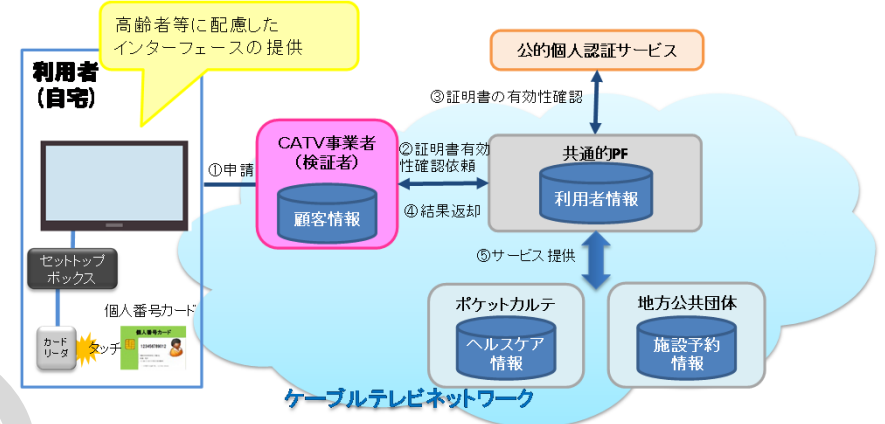 高齢者等に配慮した
インターフェースの提供
利用者
(自宅)
公的個人認証サービス
③証明書の有効性確認
CATV事業者
(検証者)
顧客情報
①申請
②証明書有効
性確認依頼
④結果返却
共通的PF
利用者情報
⑤サービス提供
セットトップ
ボックス
個人番号カード
カード
リーダ
タッチ
個人番号カード
ポケットカルテ
ヘルスケア
情報
地方公共団体
施設予約
情報
ケーブルテレビネットワーク